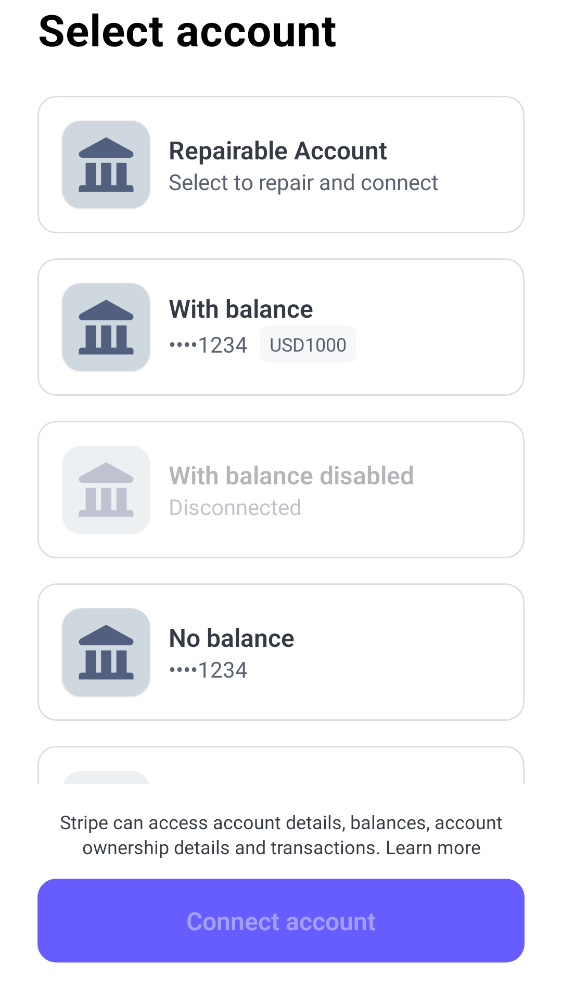 Select account
Repairable Account
Select to repair and connect
With balance
••••1234 USD1000
With balance disabled
Disconnected
No balance
••••1234
Stripe can access account details, balances, account
ownership details and transactions. Learn more
Connect account